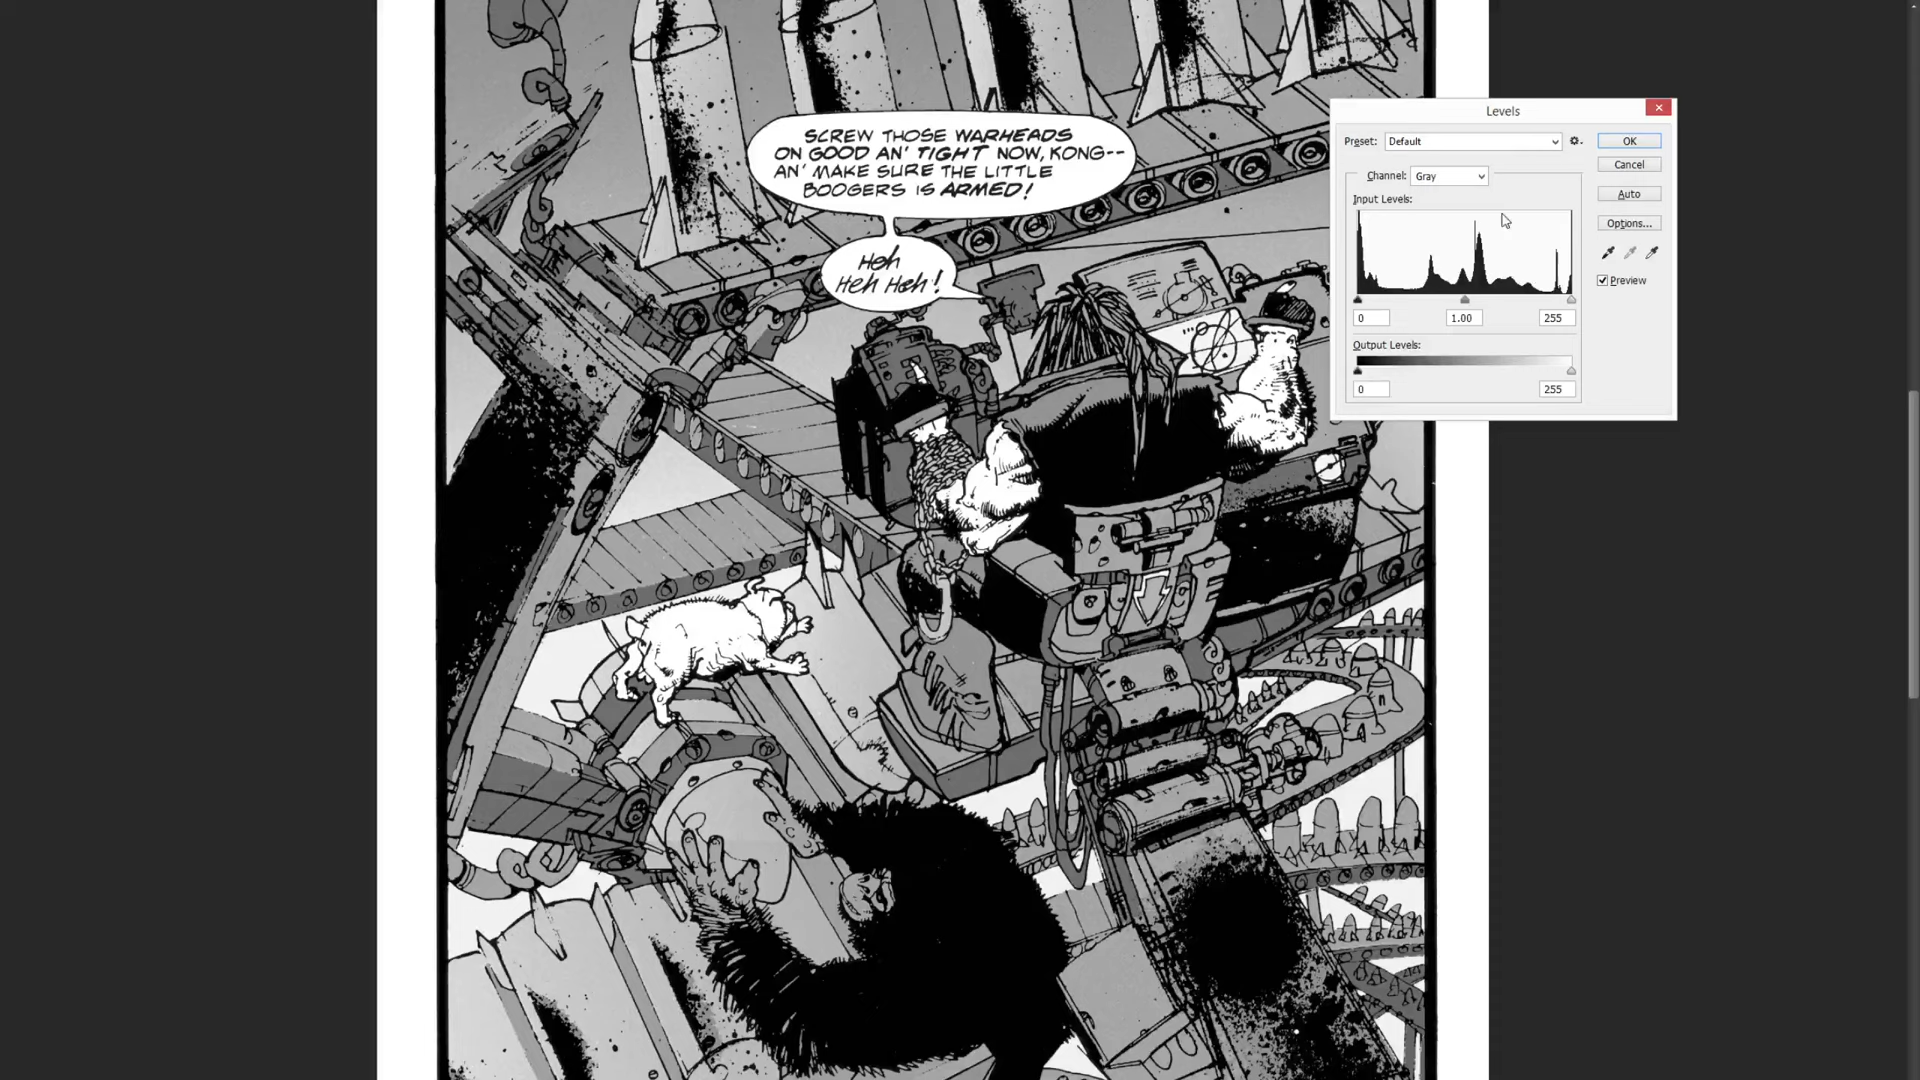 SCREW THOSE WARHEADS
ON GOOD AN' TIGHT NOW, KONG--
AN' MAKE SURE THE LITTLE
BOOGERS IS ARMED!
Heh
Heh Heh!
Levels
Preset: Default
OK
Cancel
Channel: Gray
Auto
Input Levels:
Options...
Preview
0 1.00 255
Output Levels:
0 255